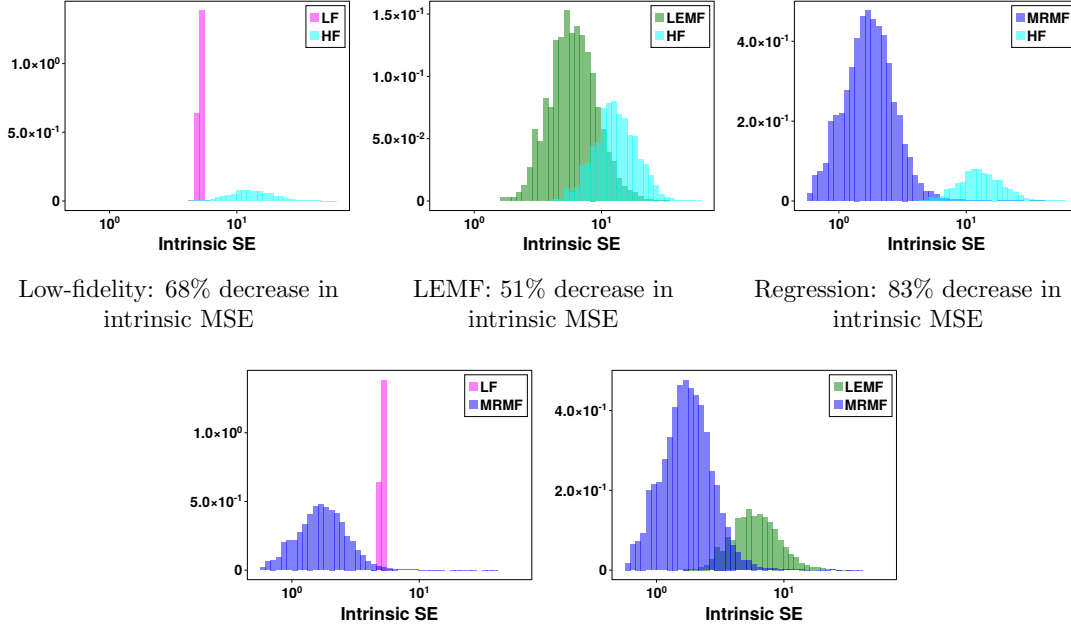 LF
HF
1.0×10⁰
5.0×10⁻¹
0
10⁰
10¹
Intrinsic SE
LEMF
HF
1.5×10⁻¹
1.0×10⁻¹
5.0×10⁻²
0
10⁰
10¹
Intrinsic SE
MRMF
HF
4.0×10⁻¹
2.0×10⁻¹
0
10⁰
10¹
Intrinsic SE
Low-fidelity: 68% decrease in
intrinsic MSE
LEMF: 51% decrease in
intrinsic MSE
Regression: 83% decrease in
intrinsic MSE
LF
MRMF
1.0×10⁰
5.0×10⁻¹
0
10⁰
10¹
Intrinsic SE
LEMF
MRMF
4.0×10⁻¹
2.0×10⁻¹
0
10⁰
10¹
Intrinsic SE